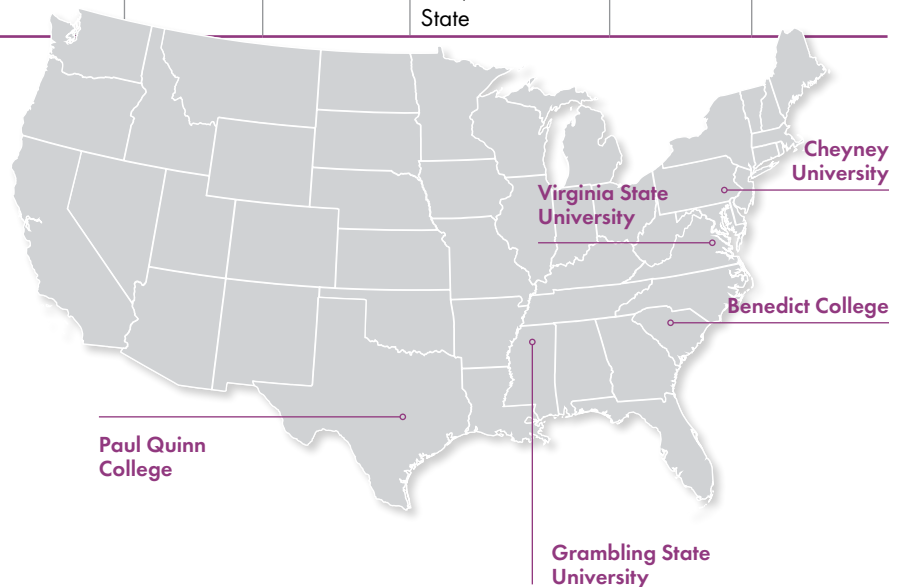 State
Cheyney
University
Virginia State
University
Benedict College
Paul Quinn
College
Grambling State
University